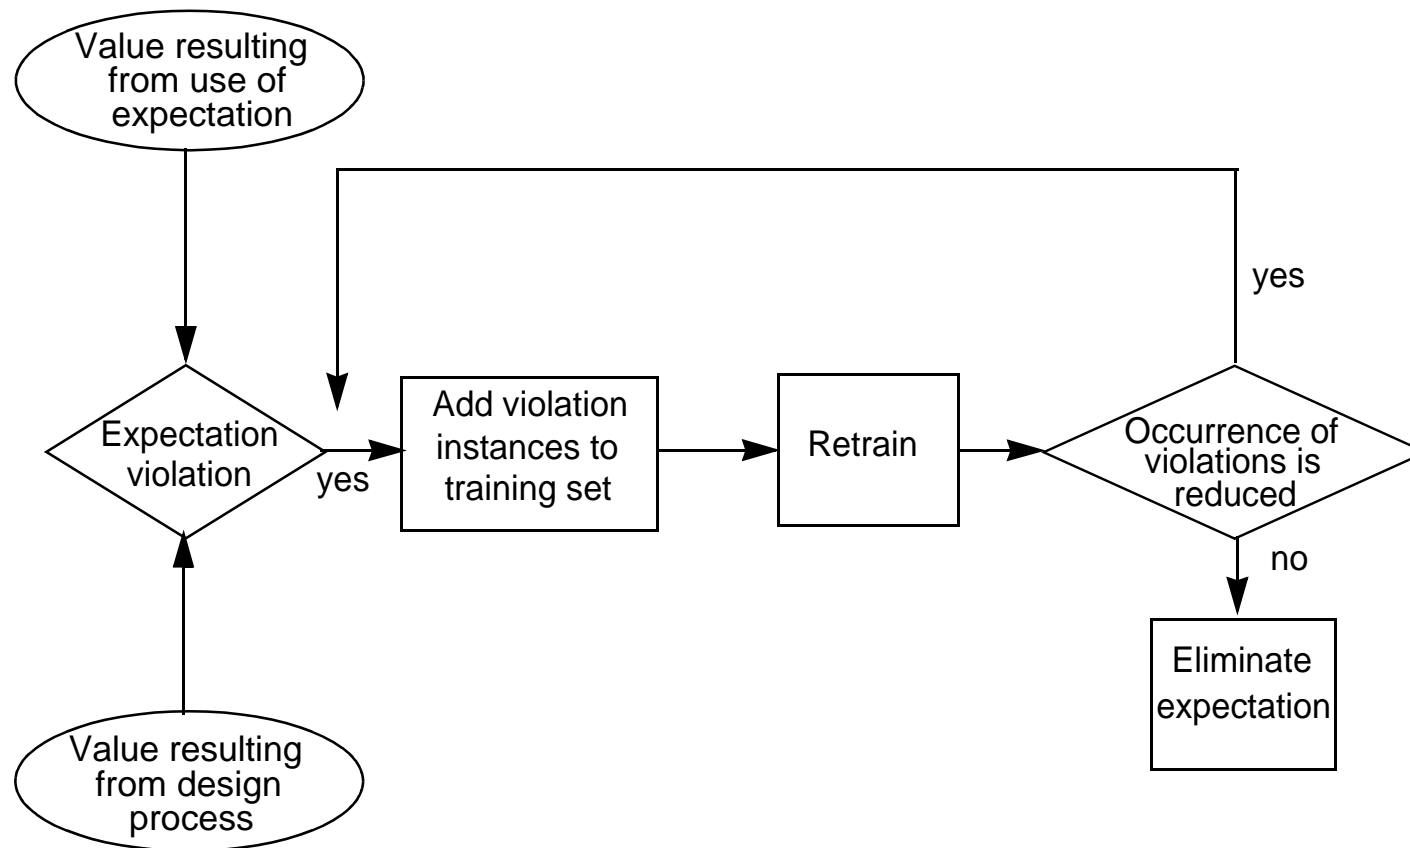 Value resulting
from use of
expectation
yes
Expectation
violation
yes
Add violation
instances to
training set
Retrain
Occurrence of
violations is
reduced
no
Eliminate
expectation
Value resulting
from design
process